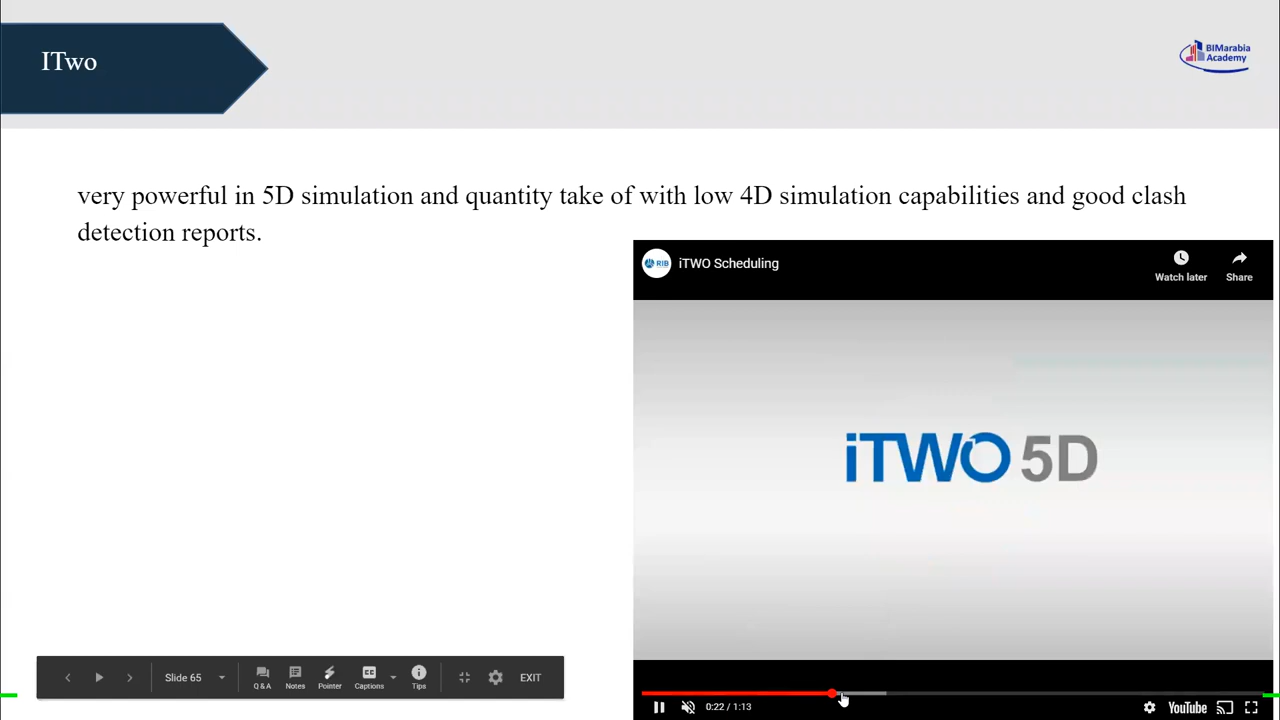 ITwo
BIMarabia
Academy
very powerful in 5D simulation and quantity take of with low 4D simulation capabilities and good clash
detection reports.
RIB
iTWO Scheduling
Watch later
Share
iTWO 5D
Slide 65
Q & A
Notes
Pointer
Captions
Tips
EXIT
0:22 / 1:13
YouTube